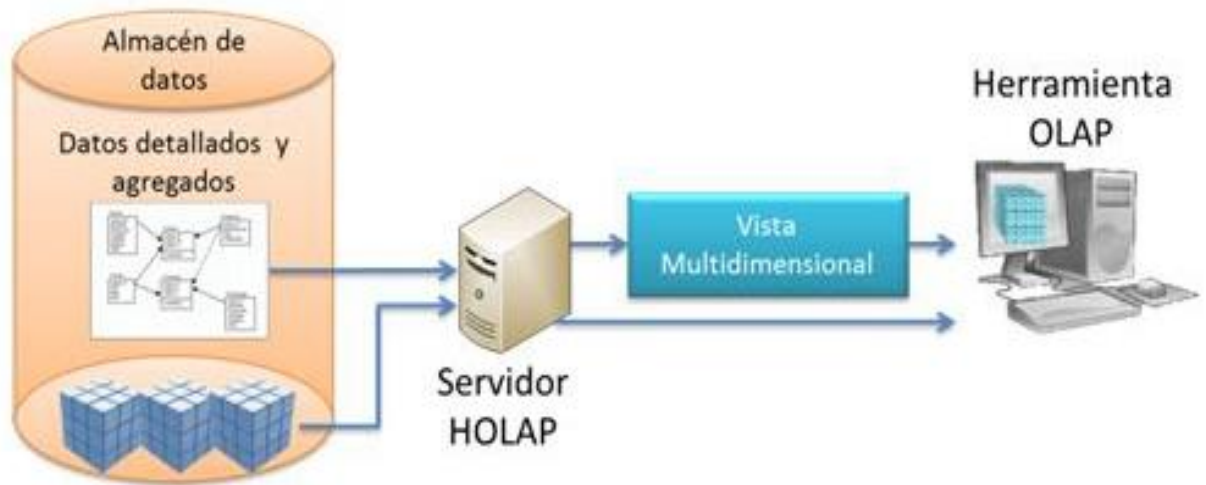 Almacén de
datos
Datos detallados y
agregados
Servidor
HOLAP
Vista
Multidimensional
Herramienta
OLAP